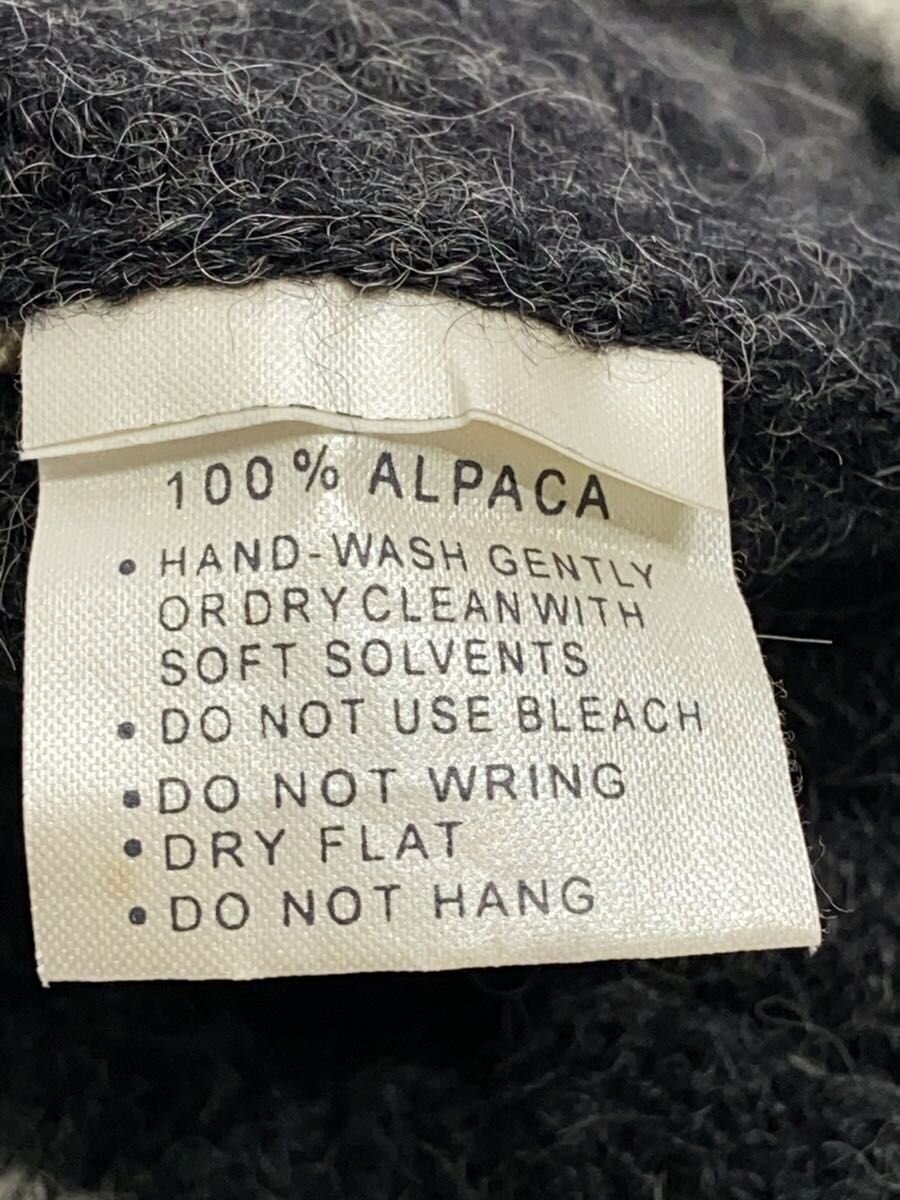 100% ALPACA
• HAND-WASH GENTLY
OR DRY CLEAN WITH
SOFT SOLVENTS
• DO NOT USE BLEACH
• DO NOT WRING
• DRY FLAT
• DO NOT HANG